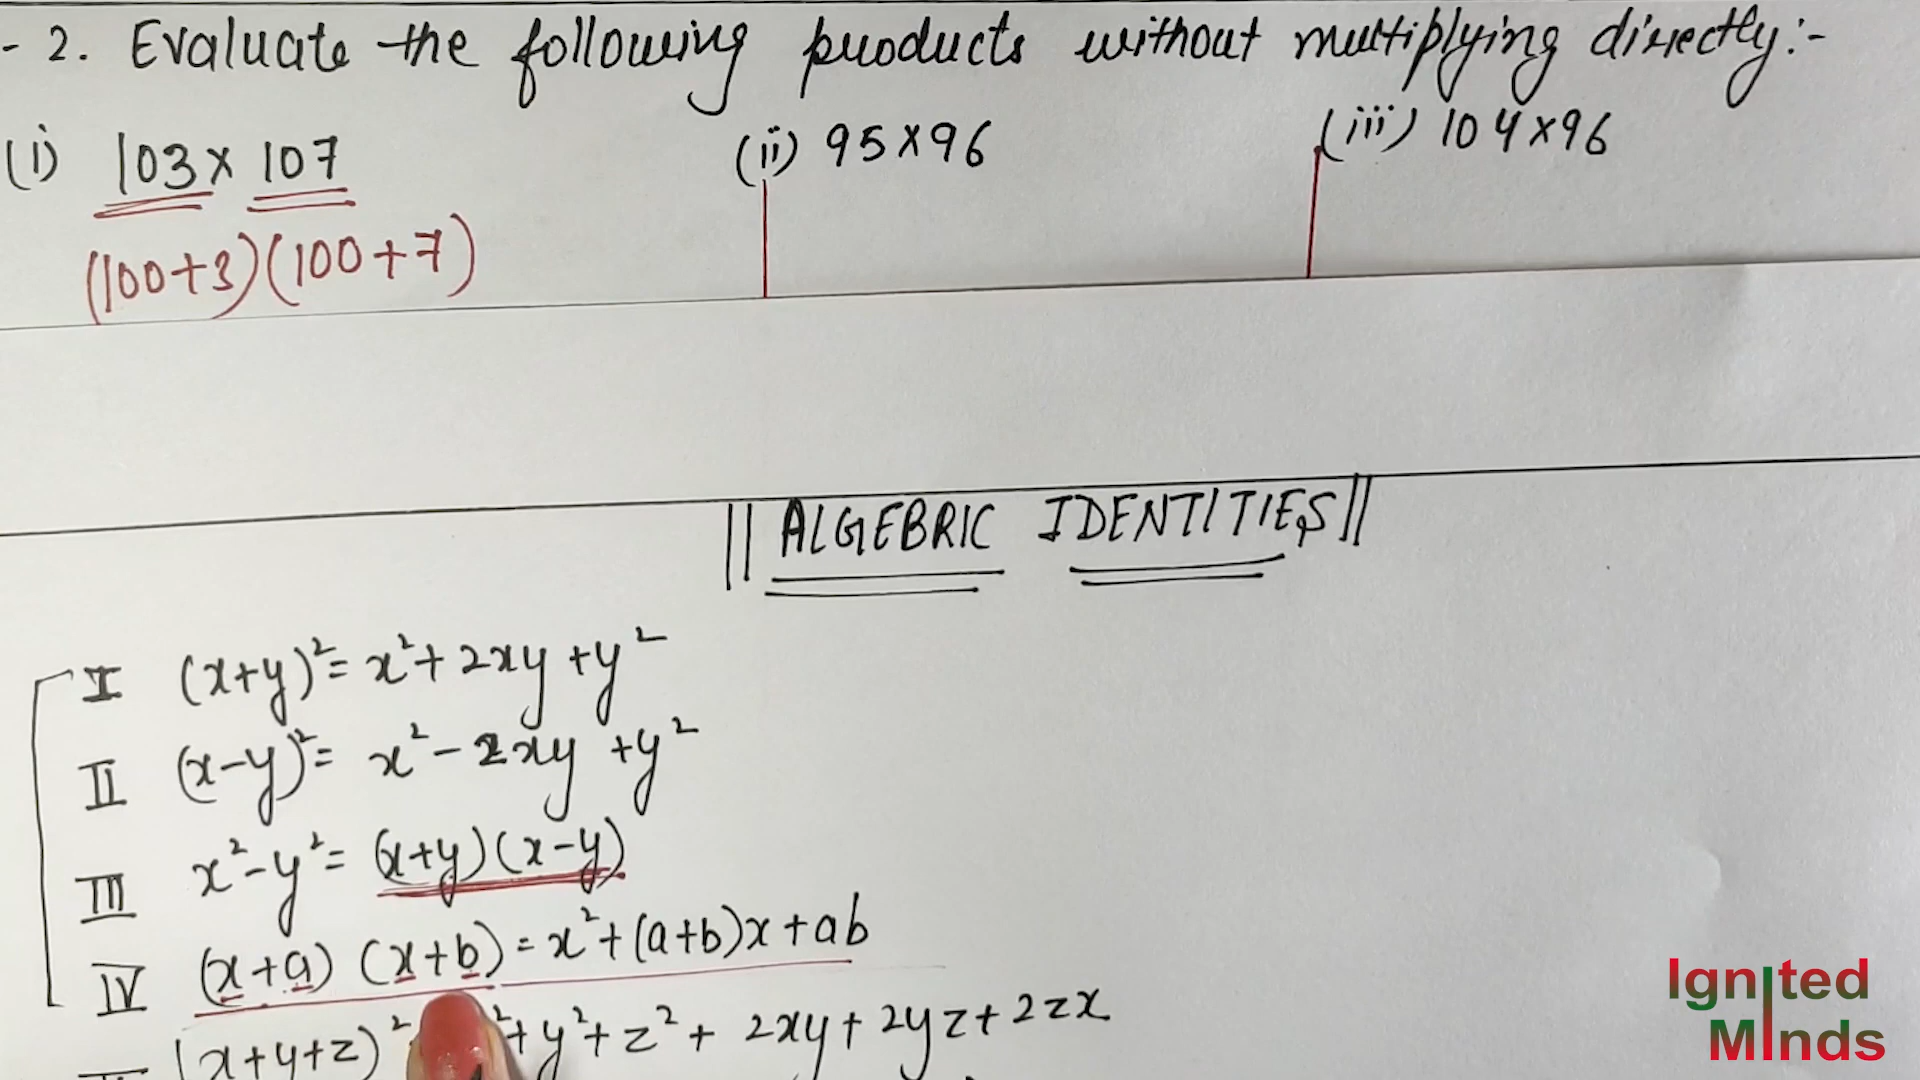 - 2. Evaluate the following products without multiplying directly:-
(i) 103 x 107 (ii) 95 x 96 (iii) 104 x 96
(100+3)(100+7)
|| ALGEBRIC IDENTITIES ||
I (x+y)² = x² + 2xy + y²
II (x-y)² = x² - 2xy + y²
III x² - y² = (x+y)(x-y)
IV (x+a) (x+b) = x² + (a+b)x + ab
(x+y+z)² ² + y² + z² + 2xy + 2yz + 2zx
Ignited
Minds